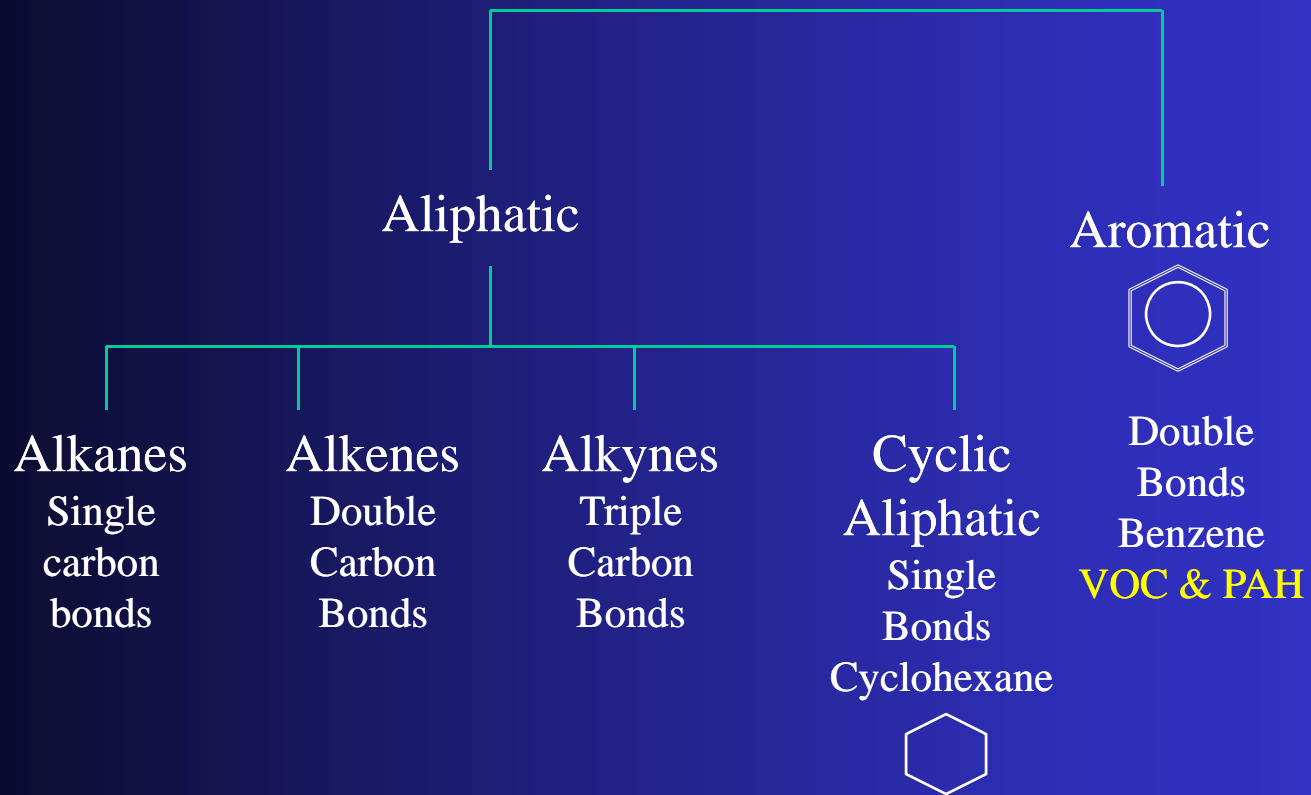 Aliphatic
Aromatic
Alkanes
Single
carbon
bonds
Alkenes
Double
Carbon
Bonds
Alkynes
Triple
Carbon
Bonds
Cyclic
Aliphatic
Single
Bonds
Cyclohexane
Double
Bonds
Benzene
VOC & PAH